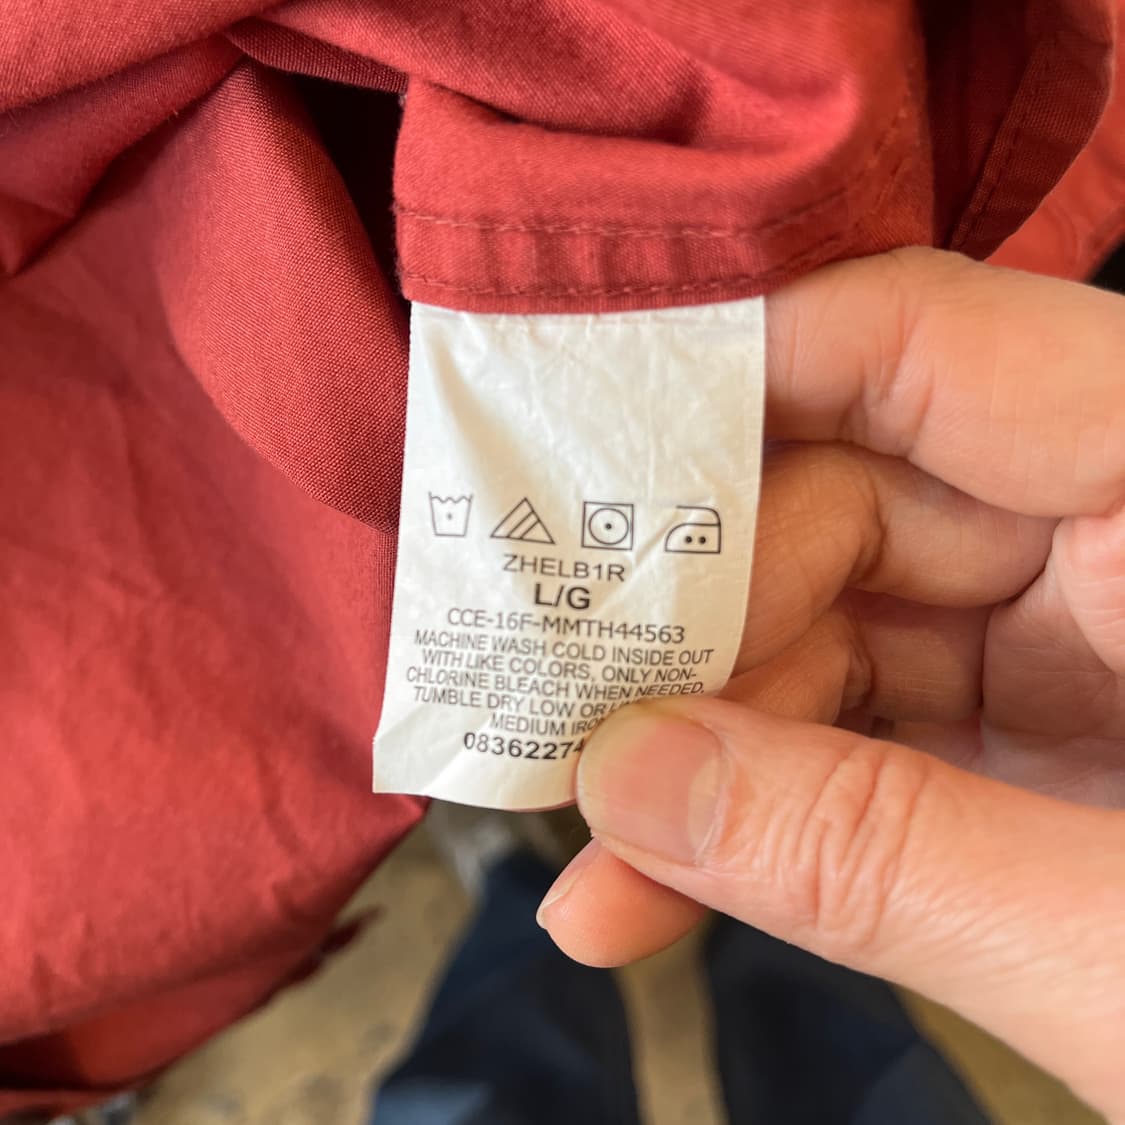 ZHELB1R
L/G
CCE-16F-MMTH44563
MACHINE WASH COLD INSIDE OUT
WITH LIKE COLORS, ONLY NON-
CHLORINE BLEACH WHEN NEEDED,
TUMBLE DRY LOW OR
MEDIUM IRON
0836227